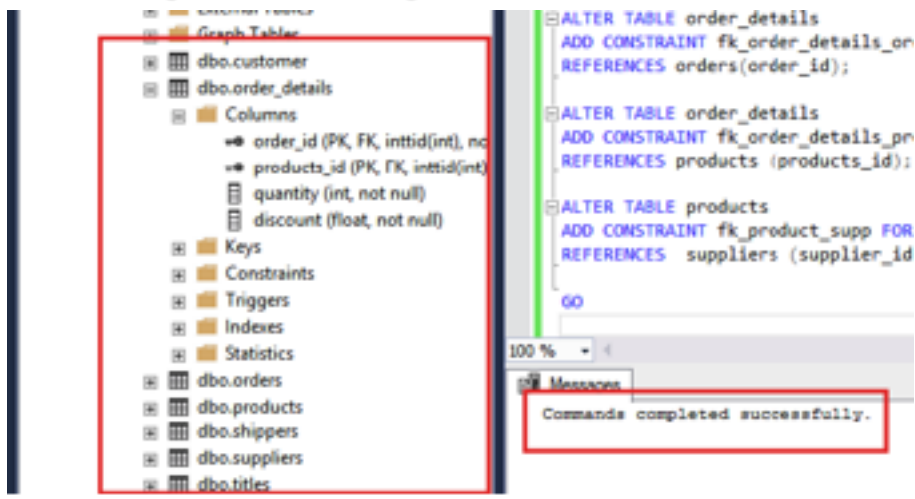 External Tables
Graph Tables
dbo.customer
dbo.order_details
Columns
order_id (PK, FK, inttid(int), no
products_id (PK, FK, inttid(int)
quantity (int, not null)
discount (float, not null)
Keys
Constraints
Triggers
Indexes
Statistics
dbo.orders
dbo.products
dbo.shippers
dbo.suppliers
dbo.titles
ALTER TABLE order_details
ADD CONSTRAINT fk_order_details_or
REFERENCES orders(order_id);
ALTER TABLE order_details
ADD CONSTRAINT fk_order_details_pr
REFERENCES products (products_id);
ALTER TABLE products
ADD CONSTRAINT fk_product_supp FOR
REFERENCES suppliers (supplier_id
GO
100 %
Messages
Commands completed successfully.